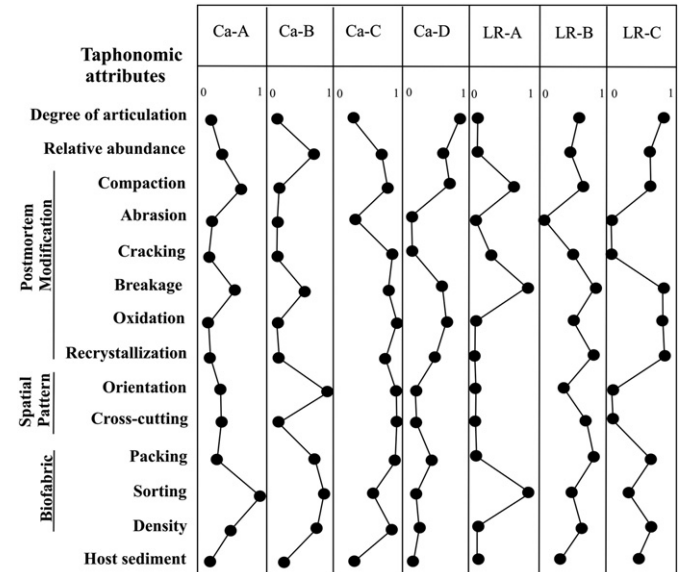 Ca-A Ca-B Ca-C Ca-D LR-A LR-B LR-C
Taphonomic
attributes
0 1 0 1 0 1 0 1 0 1 0 1 0 1
Degree of articulation
Relative abundance
Postmortem
Modification
Compaction
Abrasion
Cracking
Breakage
Oxidation
Recrystallization
Spatial
Pattern
Orientation
Cross-cutting
Biofabric
Packing
Sorting
Density
Host sediment